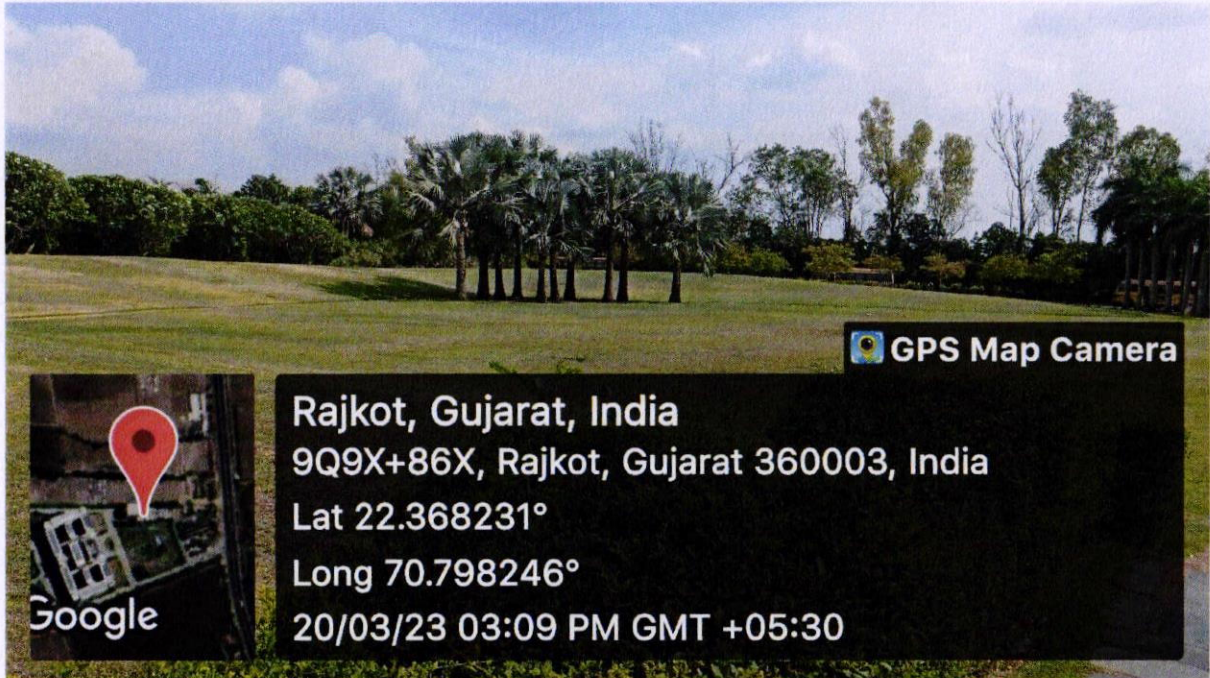 GPS Map Camera
Rajkot, Gujarat, India
9Q9X+86X, Rajkot, Gujarat 360003, India
Lat 22.368231°
Long 70.798246°
20/03/23 03:09 PM GMT +05:30
Google